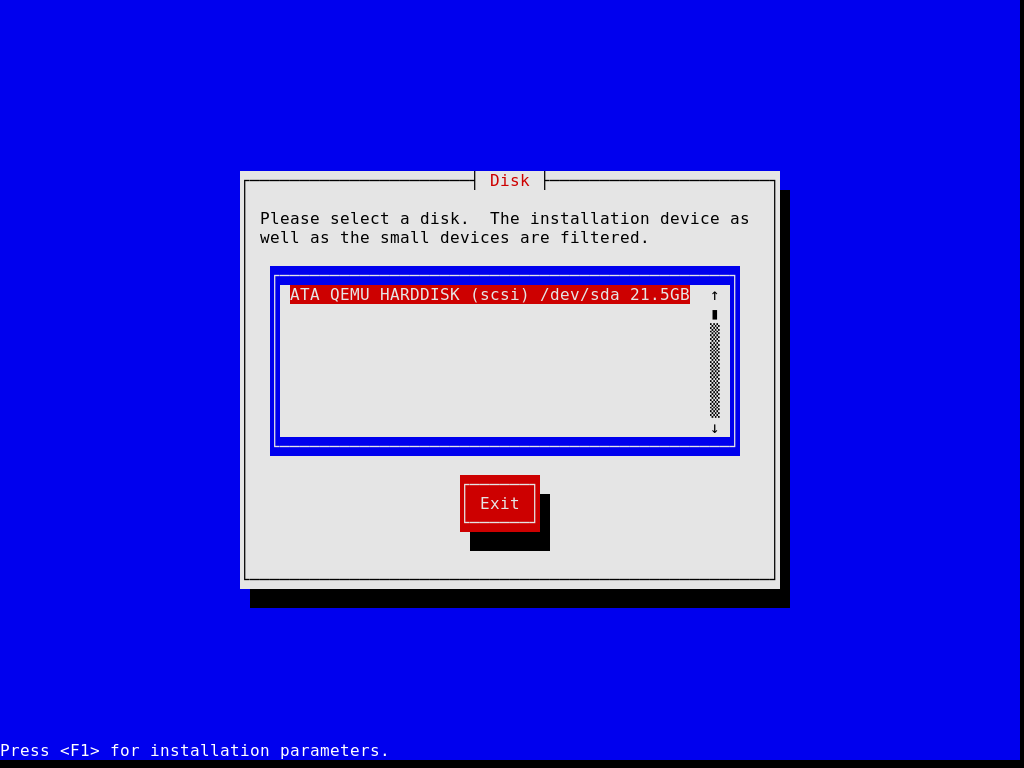 Disk
Please select a disk.  The installation device as
well as the small devices are filtered.
ATA QEMU HARDDISK (scsi) /dev/sda 21.5GB ↑
↓
Exit
Press <F1> for installation parameters.